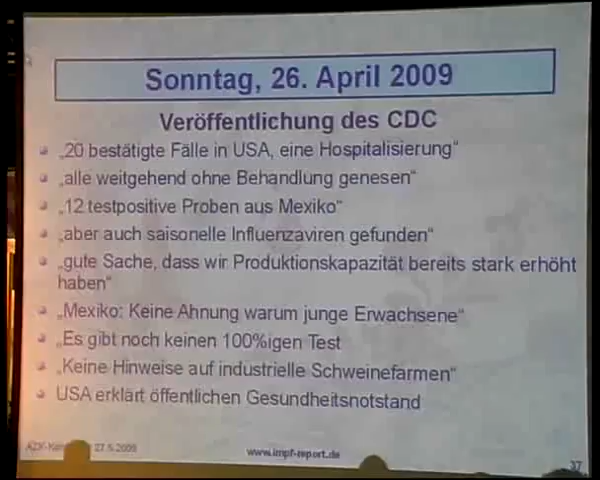 Sonntag, 26. April 2009
Veröffentlichung des CDC
„20 bestätigte Fälle in USA, eine Hospitalisierung“
„alle weitgehend ohne Behandlung genesen“
„12 testpositive Proben aus Mexiko“
„aber auch saisonelle Influenzaviren gefunden“
„gute Sache, dass wir Produktionskapazität bereits stark erhöht
haben“
„Mexiko: Keine Ahnung warum junge Erwachsene“
„Es gibt noch keinen 100%igen Test
„Keine Hinweise auf industrielle Schweinefarmen“
USA erklärt öffentlichen Gesundheitsnotstand
27.5.2009
www.impf-report.de
37